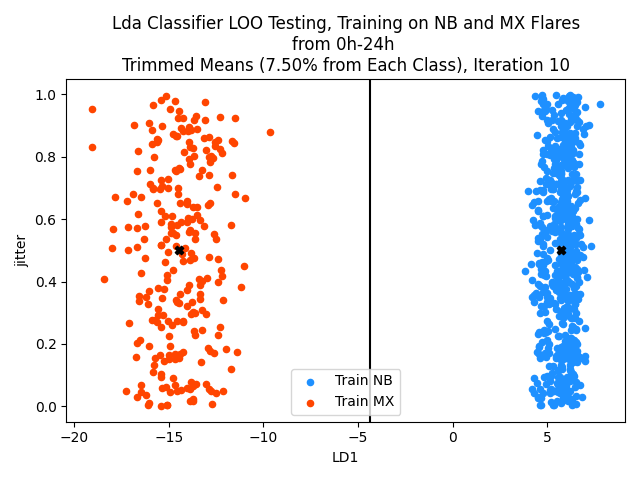 Lda Classifier LOO Testing, Training on NB and MX Flares
from 0h-24h
Trimmed Means (7.50% from Each Class), Iteration 10
1.0
0.8
0.6
0.4
0.2
0.0
jitter
−20
−15
−10
−5
0
5
LD1
Train NB
Train MX